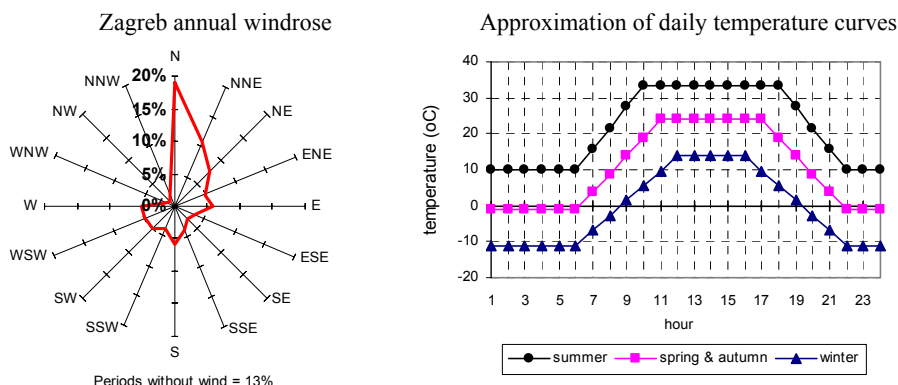 Zagreb annual windrose
N
NNW
NNE
NW
NE
WNW
ENE
W
E
WSW
ESE
SW
SE
SSW
SSE
S
20%
15%
10%
5%
0%
Periods without wind = 13%
Approximation of daily temperature curves
temperature (oC)
40
30
20
10
0
-10
-20
1 3 5 7 9 11 13 15 17 19 21 23
hour
summer spring & autumn winter